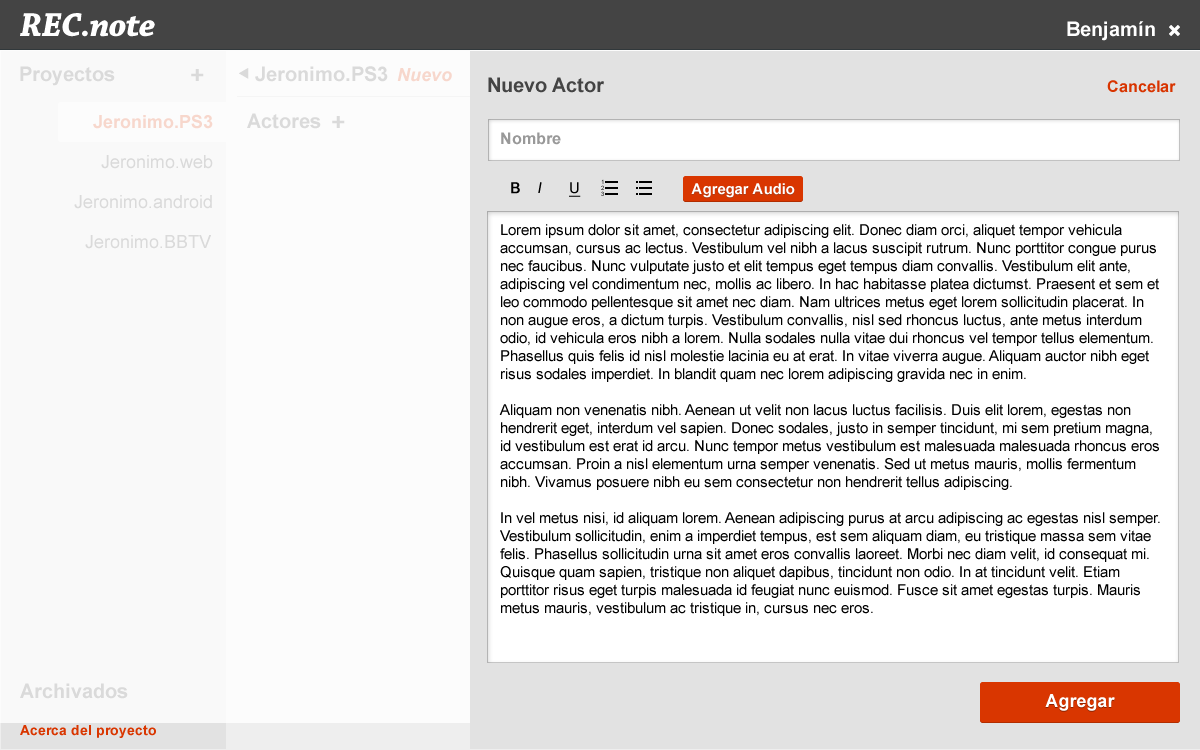 REC.note
Benjamín ×
Proyectos +
Jeronimo.PS3
Jeronimo.web
Jeronimo.android
Jeronimo.BBTV
Archivados
Acerca del proyecto
Jeronimo.PS3 Nuevo
Actores +
Nuevo Actor
Cancelar
Nombre
B I U
Agregar Audio
Lorem ipsum dolor sit amet, consectetur adipiscing elit. Donec diam orci, aliquet tempor vehicula
accumsan, cursus ac lectus. Vestibulum vel nibh a lacus suscipit rutrum. Nunc porttitor congue purus
nec faucibus. Nunc vulputate justo et elit tempus eget tempus diam convallis. Vestibulum elit ante,
adipiscing vel condimentum nec, mollis ac libero. In hac habitasse platea dictumst. Praesent et sem et
leo commodo pellentesque sit amet nec diam. Nam ultrices metus eget lorem sollicitudin placerat. In
non augue eros, a dictum turpis. Vestibulum convallis, nisl sed rhoncus luctus, ante metus interdum
odio, id vehicula eros nibh a lorem. Nulla sodales nulla vitae dui rhoncus vel tempor tellus elementum.
Phasellus quis felis id nisl molestie lacinia eu at erat. In vitae viverra augue. Aliquam auctor nibh eget
risus sodales imperdiet. In blandit quam nec lorem adipiscing gravida nec in enim.
Aliquam non venenatis nibh. Aenean ut velit non lacus luctus facilisis. Duis elit lorem, egestas non
hendrerit eget, interdum vel sapien. Donec sodales, justo in semper tincidunt, mi sem pretium magna,
id vestibulum est erat id arcu. Nunc tempor metus vestibulum est malesuada malesuada rhoncus eros
accumsan. Proin a nisl elementum urna semper venenatis. Sed ut metus mauris, mollis fermentum
nibh. Vivamus posuere nibh eu sem consectetur non hendrerit tellus adipiscing.
In vel metus nisi, id aliquam lorem. Aenean adipiscing purus at arcu adipiscing ac egestas nisl semper.
Vestibulum sollicitudin, enim a imperdiet tempus, est sem aliquam diam, eu tristique massa sem vitae
felis. Phasellus sollicitudin urna sit amet eros convallis laoreet. Morbi nec diam velit, id consequat mi.
Quisque quam sapien, tristique non aliquet dapibus, tincidunt non odio. In at tincidunt velit. Etiam
porttitor risus eget turpis malesuada id feugiat nunc euismod. Fusce sit amet egestas turpis. Mauris
metus mauris, vestibulum ac tristique in, cursus nec eros.
Agregar